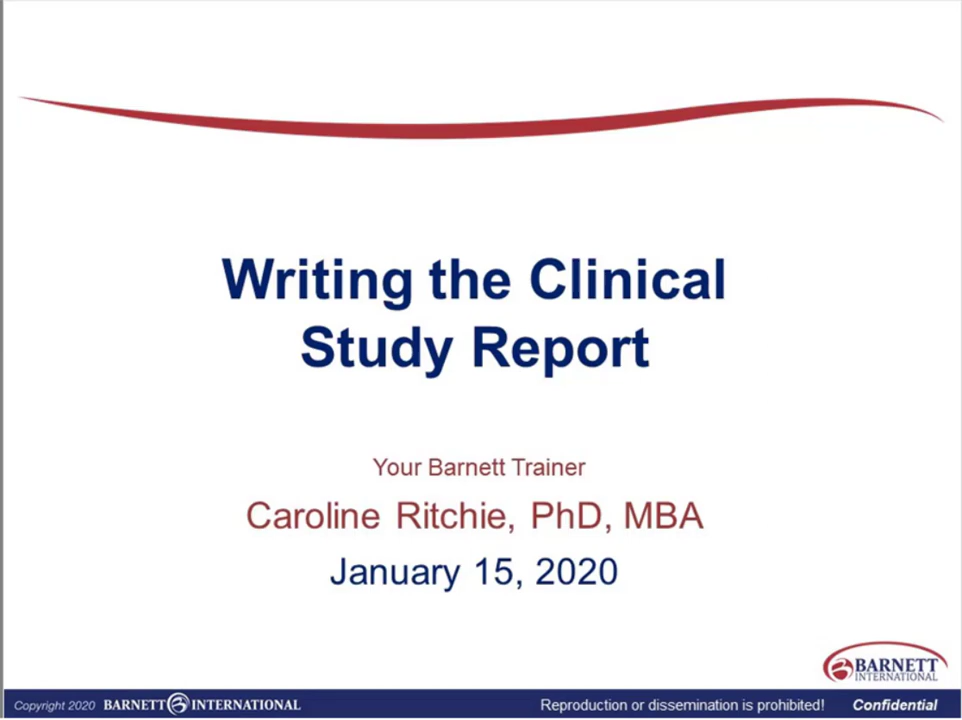 Writing the Clinical
Study Report
Your Barnett Trainer
Caroline Ritchie, PhD, MBA
January 15, 2020
BARNETT
INTERNATIONAL
Copyright 2020 BARNETT INTERNATIONAL Reproduction or dissemination is prohibited! Confidential